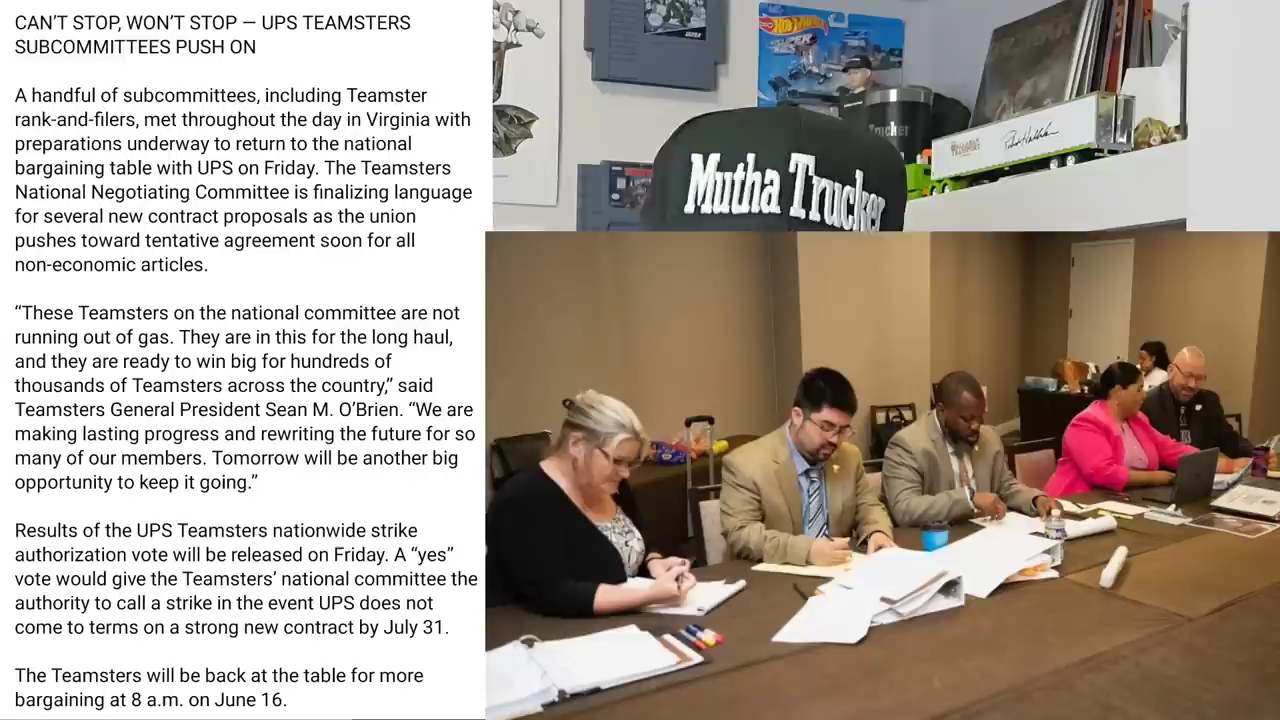 CAN’T STOP, WON’T STOP — UPS TEAMSTERS
SUBCOMMITTEES PUSH ON
A handful of subcommittees, including Teamster
rank-and-filers, met throughout the day in Virginia with
preparations underway to return to the national
bargaining table with UPS on Friday. The Teamsters
National Negotiating Committee is finalizing language
for several new contract proposals as the union
pushes toward tentative agreement soon for all
non-economic articles.
“These Teamsters on the national committee are not
running out of gas. They are in this for the long haul,
and they are ready to win big for hundreds of
thousands of Teamsters across the country,” said
Teamsters General President Sean M. O’Brien. “We are
making lasting progress and rewriting the future for so
many of our members. Tomorrow will be another big
opportunity to keep it going.”
Results of the UPS Teamsters nationwide strike
authorization vote will be released on Friday. A “yes”
vote would give the Teamsters’ national committee the
authority to call a strike in the event UPS does not
come to terms on a strong new contract by July 31.
The Teamsters will be back at the table for more
bargaining at 8 a.m. on June 16.
HOT WHEELS
Trucker
Mutha Trucker